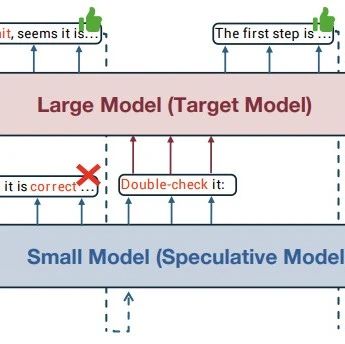 it, seems it is...
The first step is ...
Large Model (Target Model)
it is correct ...
Double-check it:
Small Model (Speculative Model